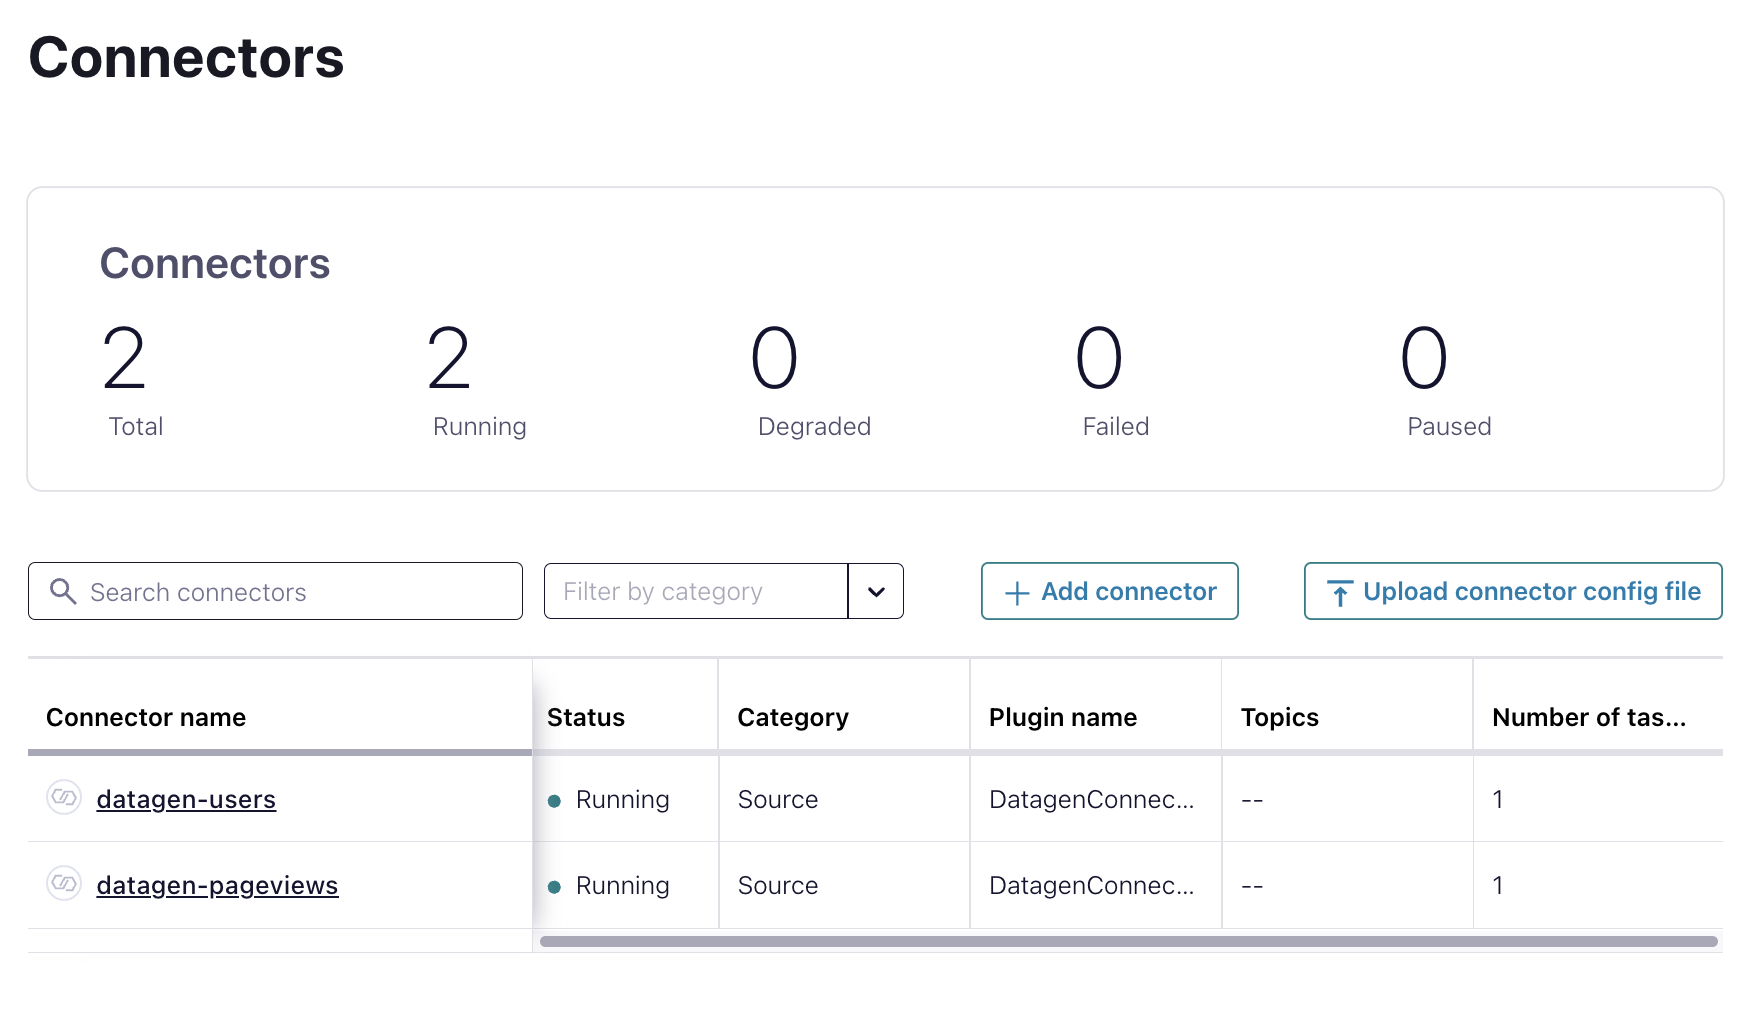 Connectors
Connectors
2 2 0 0 0
Total Running Degraded Failed Paused
Search connectors Filter by category Add connector Upload connector config file
Connector name Status Category Plugin name Topics Number of tas...
datagen-users Running Source DatagenConnec... -- 1
datagen-pageviews Running Source DatagenConnec... -- 1